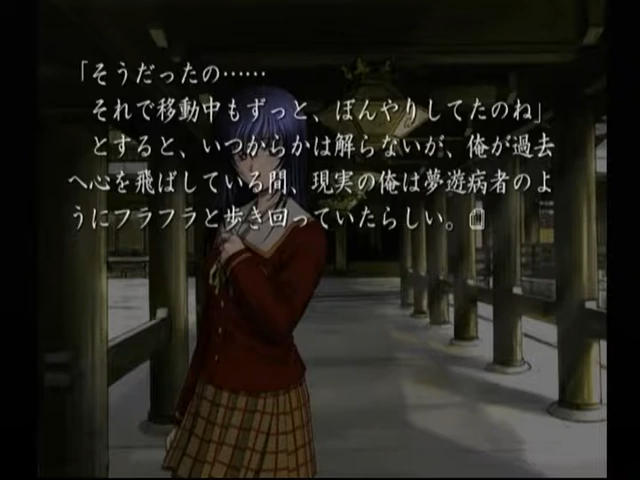 「そうだったの……
それで移動中もずっと、ぼんやりしてたのね」
とすると、いつからかは解らないが、俺が過去
へ心を飛ばしている間、現実の俺は夢遊病者のよ
うにフラフラと歩き回っていたらしい。